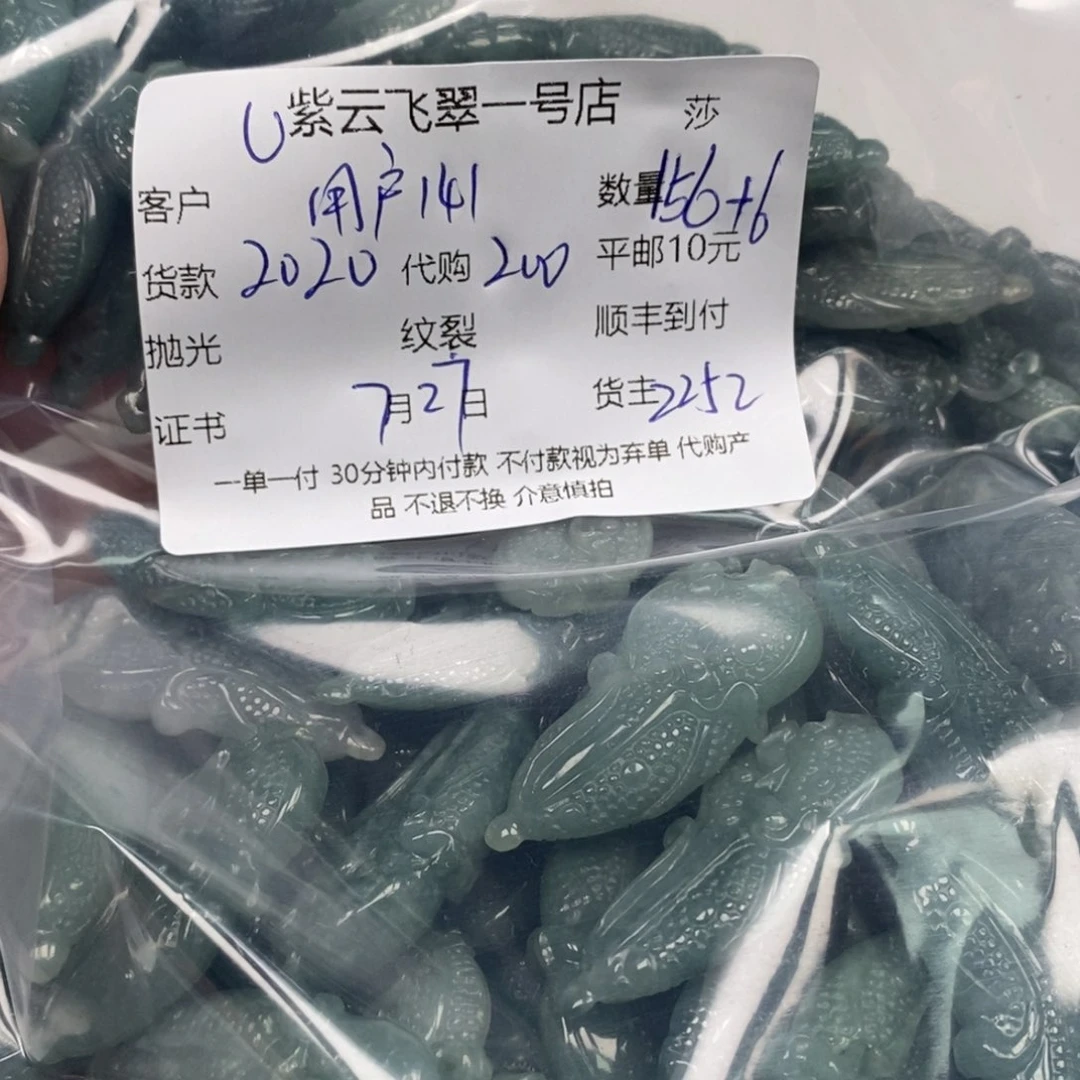 U紫云飞翠一号店 莎
客户 用户141 数量156+6
货款 2020 代购 200 平邮10元
抛光 纹裂 顺丰到付
证书 7月27日 货主2252
一单一付 30分钟内付款 不付款视为弃单 代购产
品 不退不换 介意慎拍